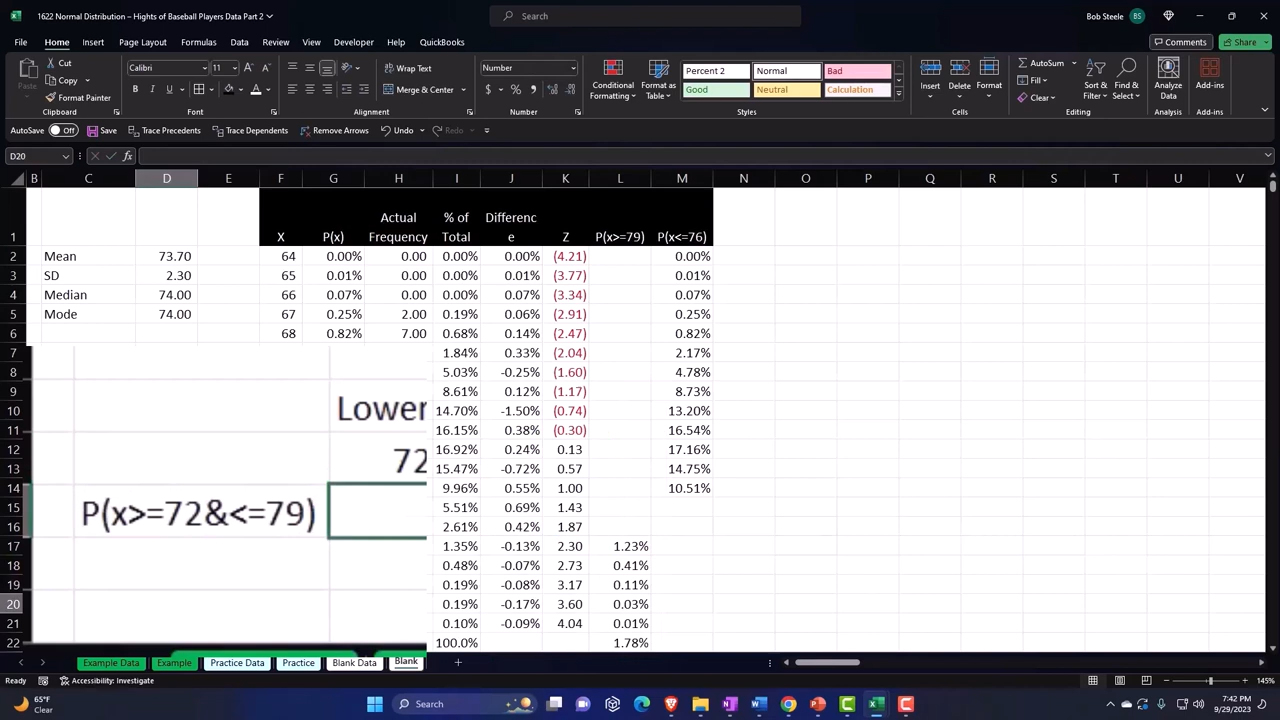 1622 Normal Distribution – Hights of Baseball Players Data Part 2
Search
Bob Steele BS
File Home Insert Page Layout Formulas Data Review View Developer Help QuickBooks Comments Share
Cut
Copy
Format Painter
Clipboard
Calibri 11
Font
Wrap Text
Merge & Center
Alignment
Number
Number
Conditional Formatting
Format as Table
Percent 2 Normal Bad
Good Neutral Calculation
Styles
Insert Delete Format
Cells
AutoSum
Fill
Clear
Sort & Filter
Find & Select
Editing
Analyze Data
Analysis
Add-ins
Add-ins
AutoSave Off Save Trace Precedents Trace Dependents Remove Arrows Undo Redo
D20 fx
B C D E F G H I J K L M N O P Q R S T U V
1 X P(x) Actual Frequency % of Total Difference Z P(x>=79) P(x<=76)
2 Mean 73.70 64 0.00% 0.00 0.00% 0.00% (4.21) 0.00%
3 SD 2.30 65 0.01% 0.00 0.00% 0.01% (3.77) 0.01%
4 Median 74.00 66 0.07% 0.00 0.00% 0.07% (3.34) 0.07%
5 Mode 74.00 67 0.25% 2.00 0.19% 0.06% (2.91) 0.25%
6 68 0.82% 7.00 0.68% 0.14% (2.47) 0.82%
7 1.84% 0.33% (2.04) 2.17%
8 5.03% -0.25% (1.60) 4.78%
9 8.61% 0.12% (1.17) 8.73%
10 14.70% -1.50% (0.74) 13.20%
11 16.15% 0.38% (0.30) 16.54%
12 16.92% 0.24% 0.13 17.16%
13 15.47% -0.72% 0.57 14.75%
14 9.96% 0.55% 1.00 10.51%
15 5.51% 0.69% 1.43
16 2.61% 0.42% 1.87
17 1.35% -0.13% 2.30 1.23%
18 0.48% -0.07% 2.73 0.41%
19 0.19% -0.08% 3.17 0.11%
20 0.19% -0.17% 3.60 0.03%
21 0.10% -0.09% 4.04 0.01%
22 100.0% 1.78%
Lower
72
P(x>=72&<=79)
Example Data Example Practice Data Practice Blank Data Blank
Ready Accessibility: Investigate 145%
65°F
Clear
Search
7:42 PM
9/29/2023